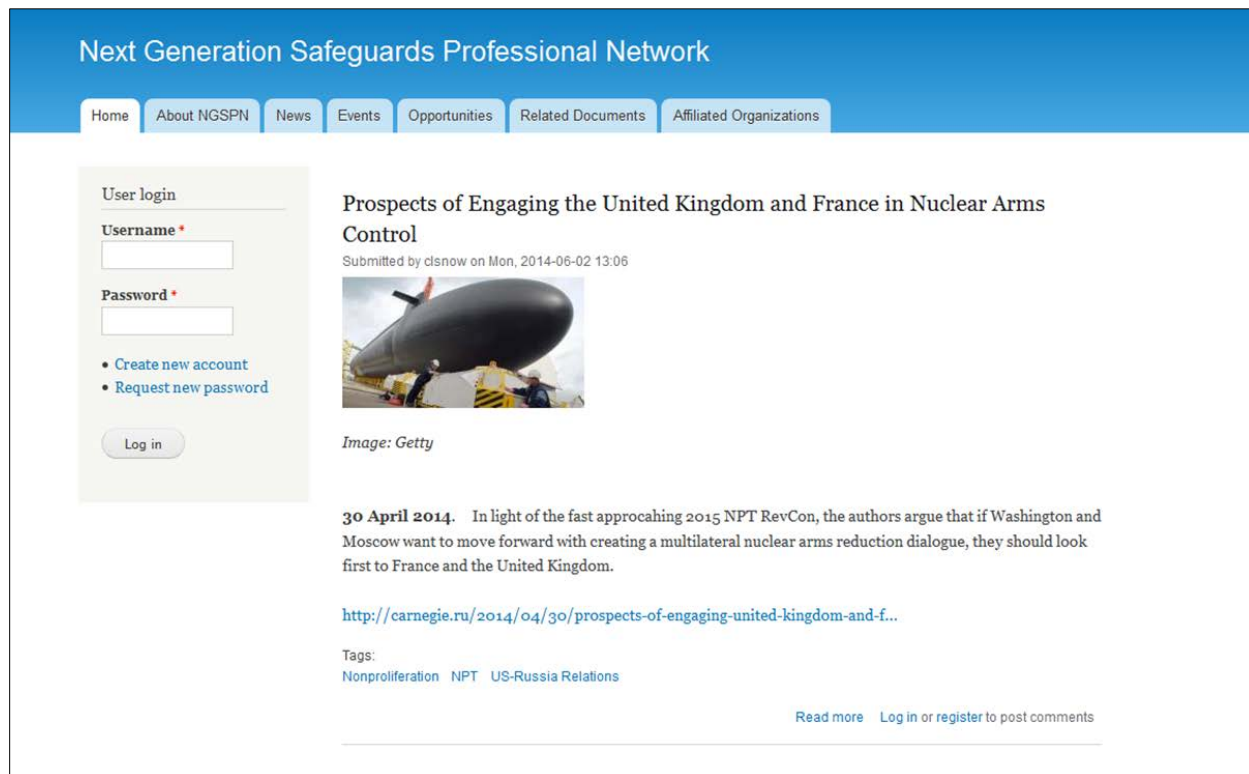 Next Generation Safeguards Professional Network
Home
About NGSPN
News
Events
Opportunities
Related Documents
Affiliated Organizations
User login
Username *
Password *
• Create new account
• Request new password
Log in
Prospects of Engaging the United Kingdom and France in Nuclear Arms
Control
Submitted by clsnow on Mon, 2014-06-02 13:06
Image: Getty
30 April 2014. In light of the fast approcahing 2015 NPT RevCon, the authors argue that if Washington and
Moscow want to move forward with creating a multilateral nuclear arms reduction dialogue, they should look
first to France and the United Kingdom.
http://carnegie.ru/2014/04/30/prospects-of-engaging-united-kingdom-and-f...
Tags:
Nonproliferation NPT US-Russia Relations
Read more Log in or register to post comments